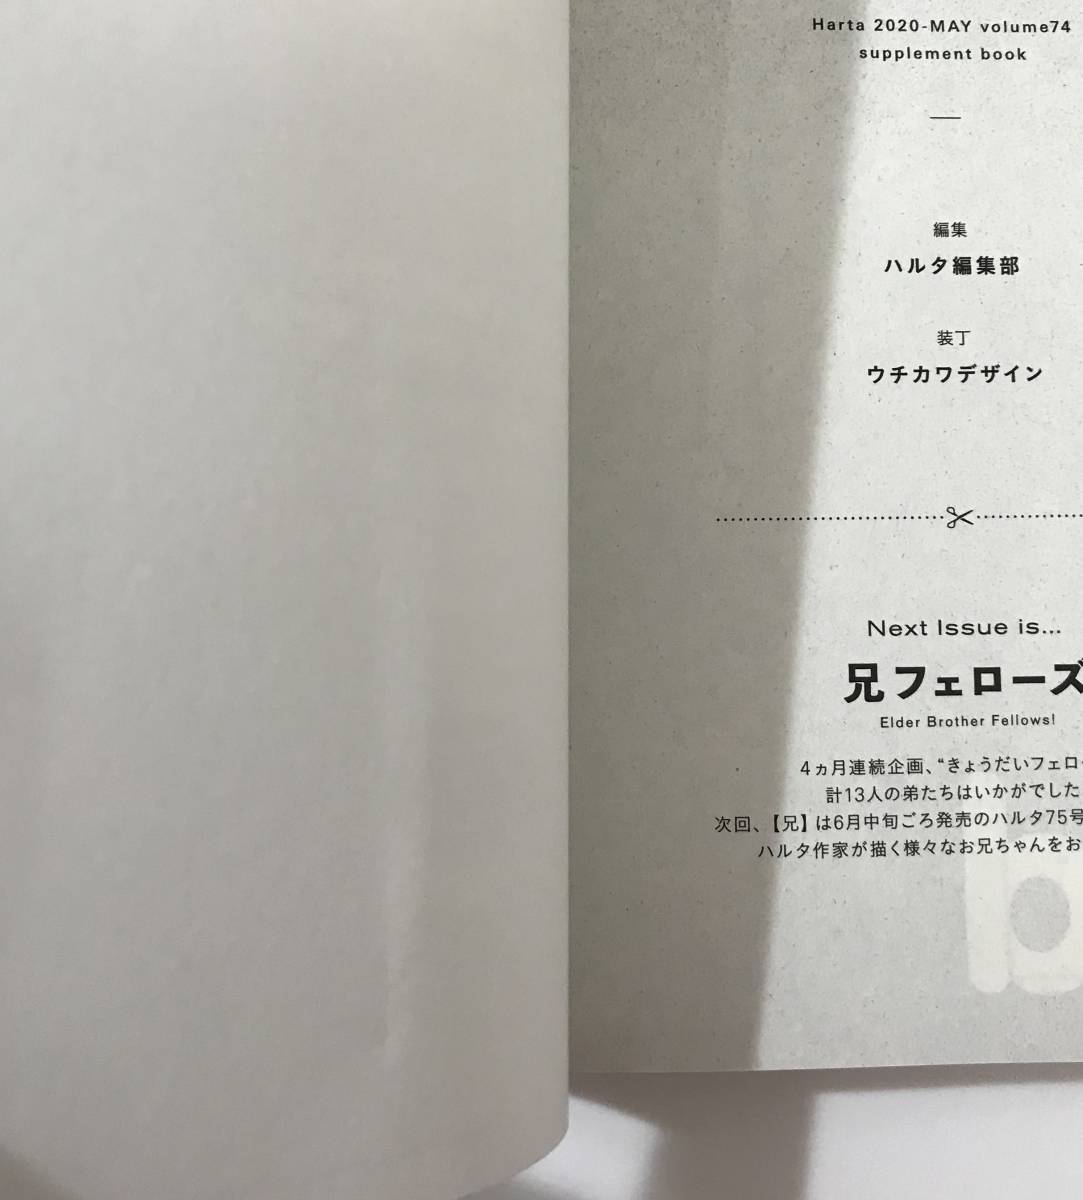 Harta 2020-MAY volume74
supplement book
編集
ハルタ編集部
装丁
ウチカワデザイン
Next Issue is...
兄フェローズ
Elder Brother Fellows!
4ヵ月連続企画、“きょうだいフェロー
計13人の弟たちはいかがでした
次回、【兄】は6月中旬ごろ発売のハルタ75号
ハルタ作家が描く様々なお兄ちゃんをお